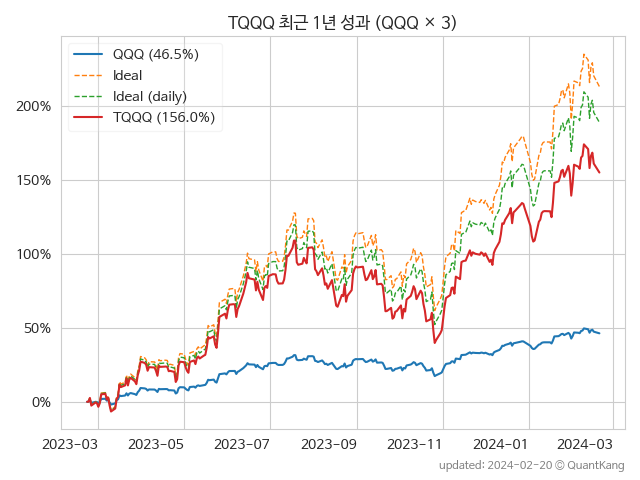 TQQQ 최근 1년 성과 (QQQ × 3)
QQQ (46.5%)
Ideal
Ideal (daily)
TQQQ (156.0%)
200%
150%
100%
50%
0%
2023-03 2023-05 2023-07 2023-09 2023-11 2024-01 2024-03
updated: 2024-02-20 ⓒ QuantKang